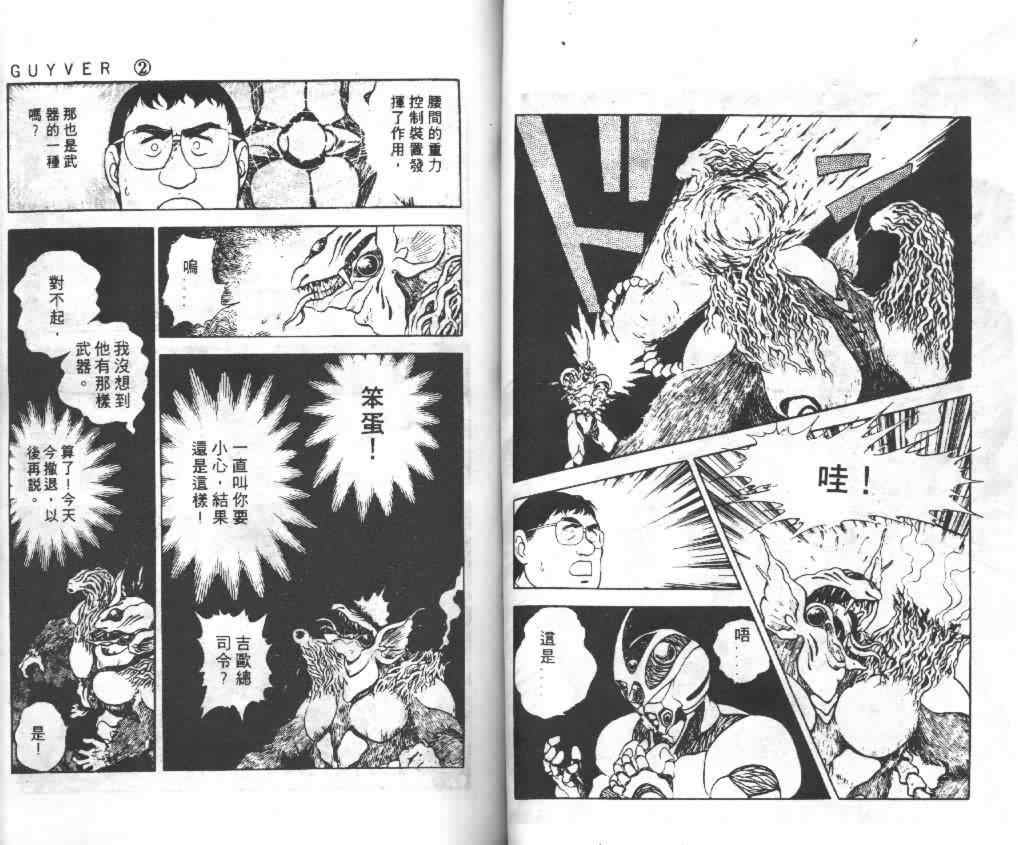 ドド
哇！
唔
……
這是
……
GUYVER ②
腰間的重力
控制裝置發
揮了作用，
那也是武
器的一種
嗎？
嗚
……
笨蛋！
一直叫你要
小心，結果
還是這樣！
吉歐總
司令？
對不起，
我沒想到
他有那樣
武器。
算了！今天
今撤退，以
後再説。
是！